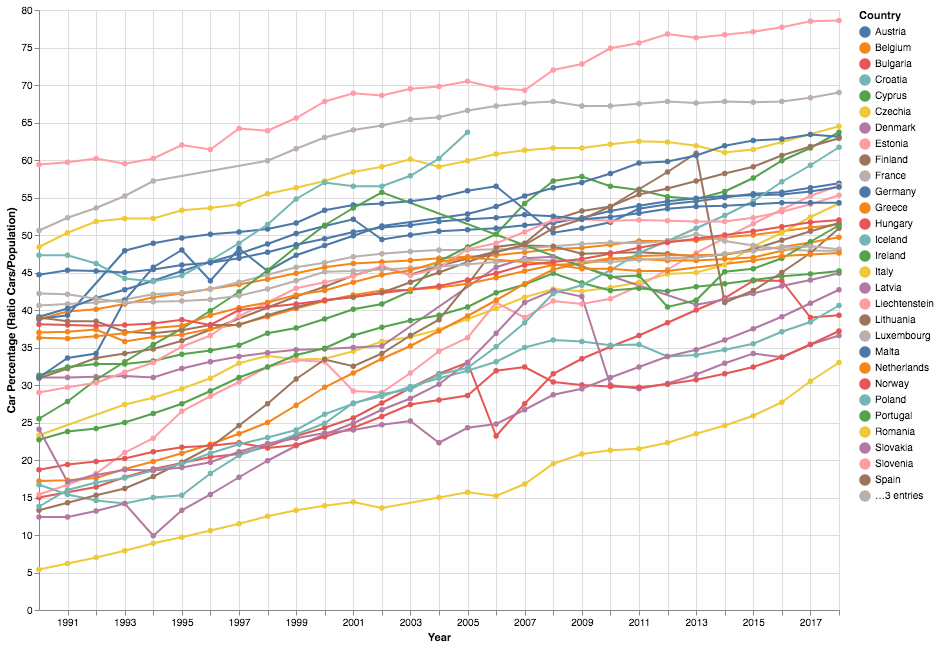 Car Percentage (Ratio Cars/Population)
80
75
70
65
60
55
50
45
40
35
30
25
20
15
10
5
0
1991
1993
1995
1997
1999
2001
2003
2005
2007
2009
2011
2013
2015
2017
Year
Country
Austria
Belgium
Bulgaria
Croatia
Cyprus
Czechia
Denmark
Estonia
Finland
France
Germany
Greece
Hungary
Iceland
Ireland
Italy
Latvia
Liechtenstein
Lithuania
Luxembourg
Malta
Netherlands
Norway
Poland
Portugal
Romania
Slovakia
Slovenia
Spain
…3 entries